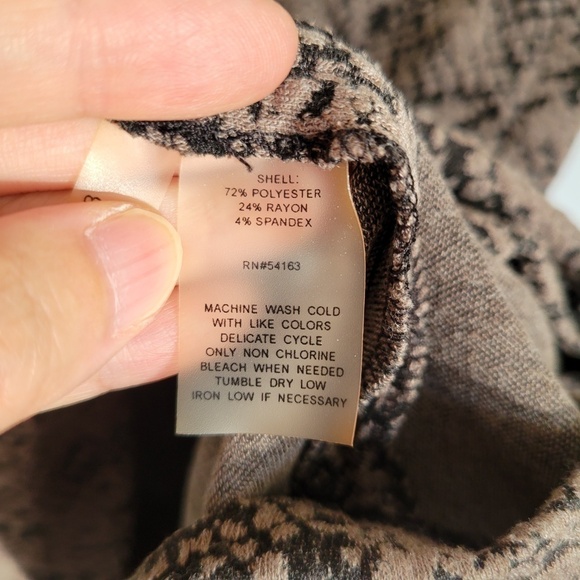 SHELL:
72% POLYESTER
24% RAYON
4% SPANDEX
RN#54163
MACHINE WASH COLD
WITH LIKE COLORS
DELICATE CYCLE
ONLY NON CHLORINE
BLEACH WHEN NEEDED
TUMBLE DRY LOW
IRON LOW IF NECESSARY